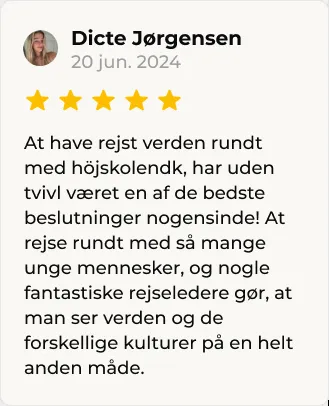 Dicte Jørgensen
20 jun. 2024
At have rejst verden rundt
med höjskolendk, har uden
tvivl været en af de bedste
beslutninger nogensinde! At
rejse rundt med så mange
unge mennesker, og nogle
fantastiske rejseledere gør, at
man ser verden og de
forskellige kulturer på en helt
anden måde.